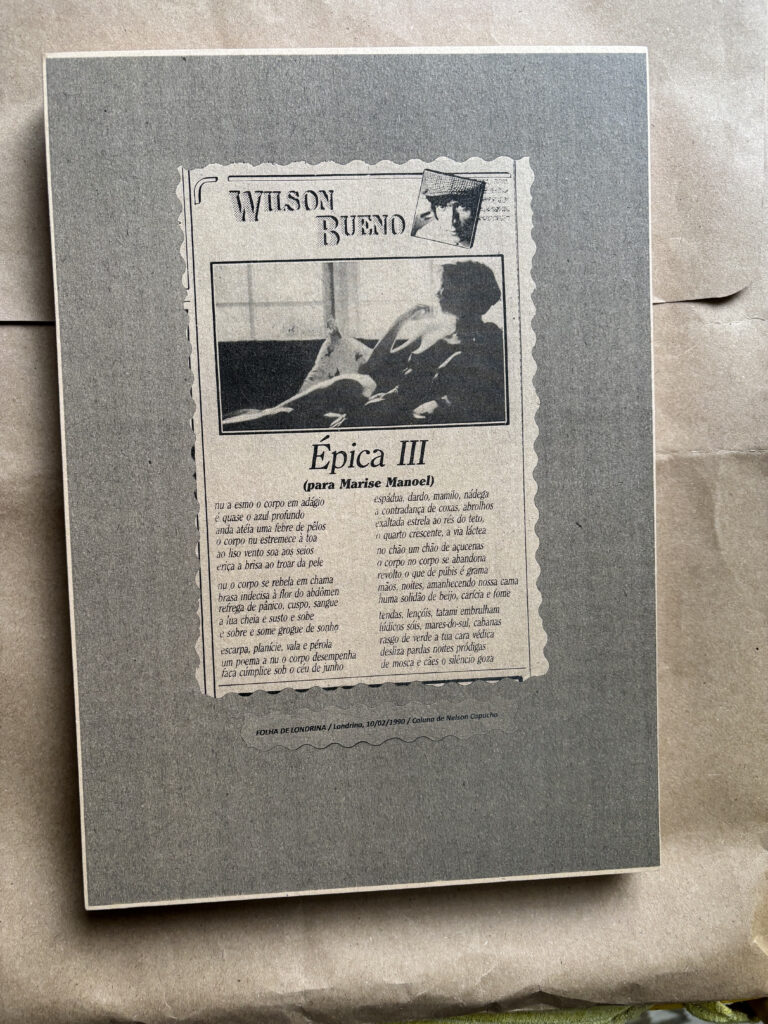 WILSON
BUENO
Épica III
(para Marise Manoel)
nu a esmo o corpo em adágio
é quase o azul profundo
anda atéia uma febre de pêlos
o corpo nu estremece à toa
ao liso vento soa aos seios
eriça a brisa ao troar da pele
nu o corpo se rebela em chama
brasa indecisa à flor do abdômen
refrega de pânico, cuspo, sangue
a lua cheia e susto e sobe
e sobre e some grogue de sonho
escarpa, planície, vala e pérola
um poema a nu o corpo desempenha
faca cúmplice sob o céu de junho
espádua, dardo, mamilo, nádega
a contradança de coxas, abrolhos
exaltada estrela ao rés do teto,
o quarto crescente, a via láctea
no chão um chão de açucenas
o corpo no corpo se abandona
revolto o que de púbis é grama
mãos, noites, amanhecendo nossa cama
numa solidão de beijo, carícia e fome
tendas, lençóis, tatami embrulham
lúdicos sóis, mares-do-sul, cabanas
rasgo de verde a tua cara védica
desliza pardas noites pródigas
de mosca e cães o silêncio goza
FOLHA DE LONDRINA / Londrina, 10/02/1990 / Coluna de Nelson Capucho